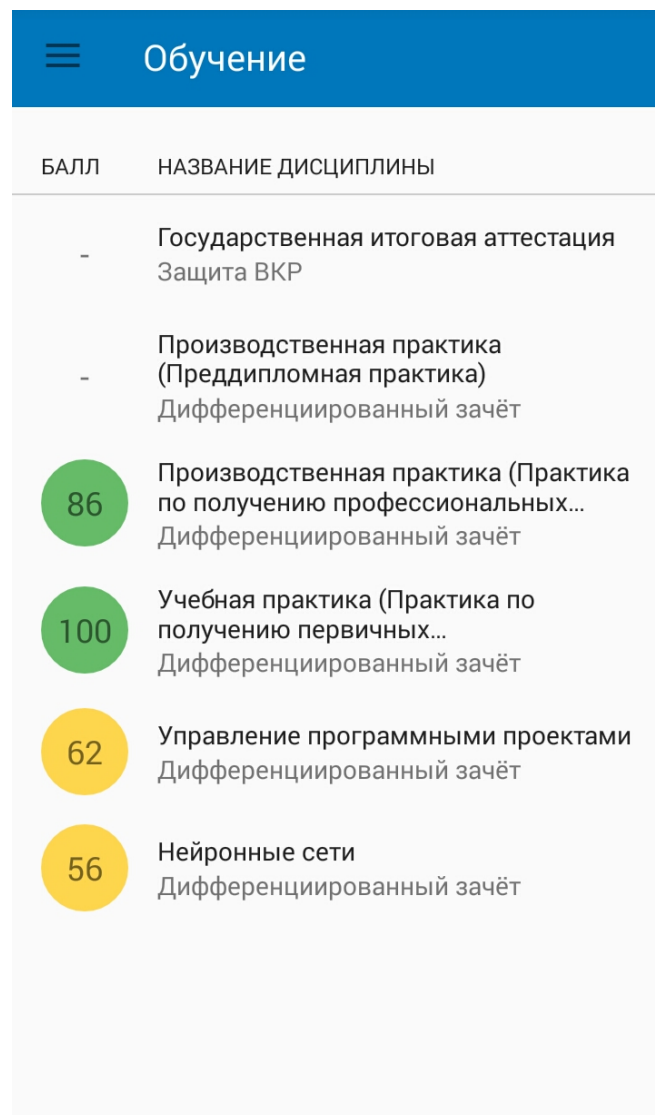 Обучение
БАЛЛ НАЗВАНИЕ ДИСЦИПЛИНЫ
- Государственная итоговая аттестация
Защита ВКР
- Производственная практика
(Преддипломная практика)
Дифференциированный зачёт
86 Производственная практика (Практика
по получению профессиональных...
Дифференциированный зачёт
100 Учебная практика (Практика по
получению первичных...
Дифференциированный зачёт
62 Управление программными проектами
Дифференциированный зачёт
56 Нейронные сети
Дифференциированный зачёт